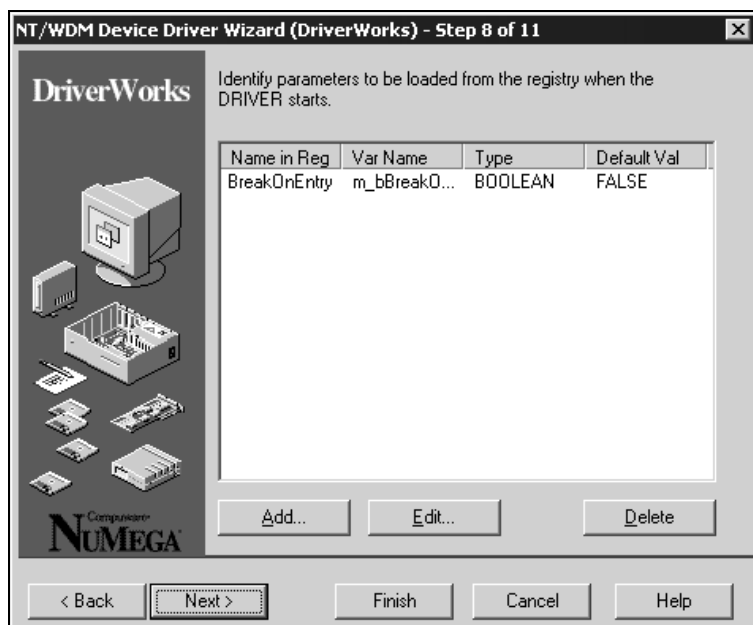 NT/WDM Device Driver Wizard (DriverWorks) - Step 8 of 11
DriverWorks
Identify parameters to be loaded from the registry when the
DRIVER starts.
Name in Reg Var Name Type Default Val
BreakOnEntry m_bBreakO... BOOLEAN FALSE
Add... Edit... Delete
Compuware
NUMEGA
< Back Next > Finish Cancel Help